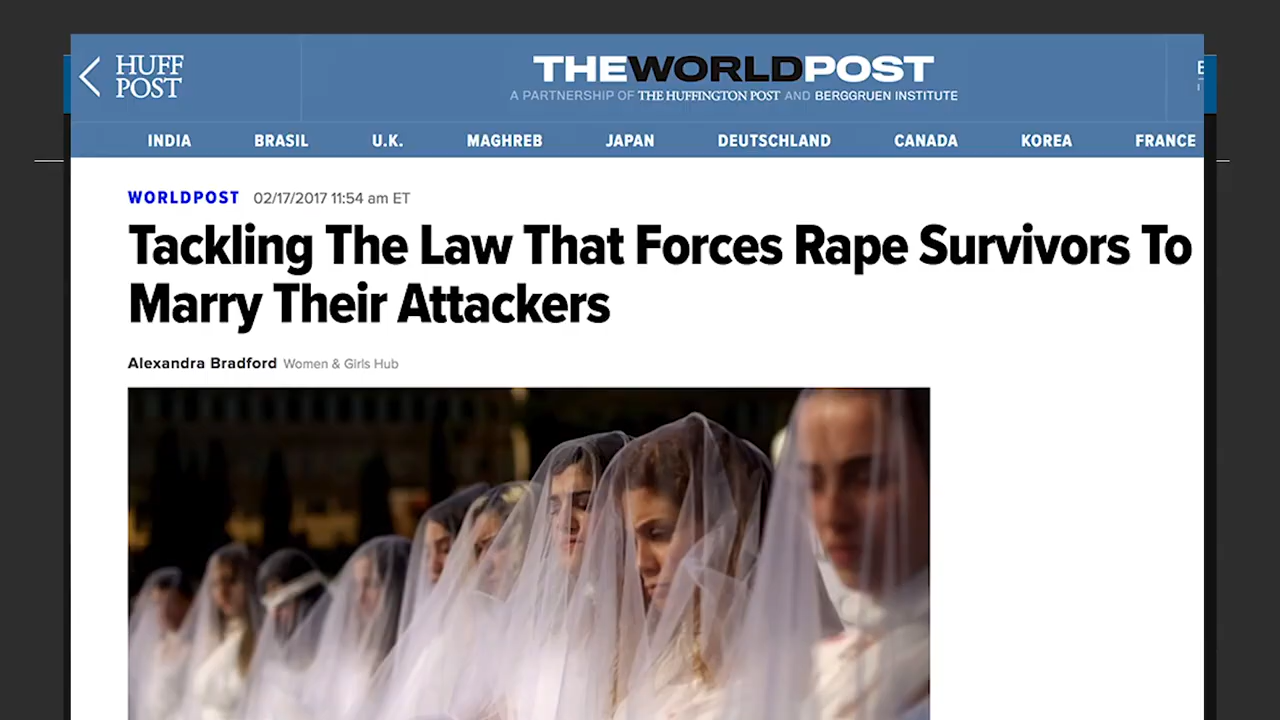 HUFF
POST
THEWORLDPOST
A PARTNERSHIP OF THE HUFFINGTON POST AND BERGGRUEN INSTITUTE
INDIA BRASIL U.K. MAGHREB JAPAN DEUTSCHLAND CANADA KOREA FRANCE
WORLDPOST 02/17/2017 11:54 am ET
Tackling The Law That Forces Rape Survivors To
Marry Their Attackers
Alexandra Bradford Women & Girls Hub